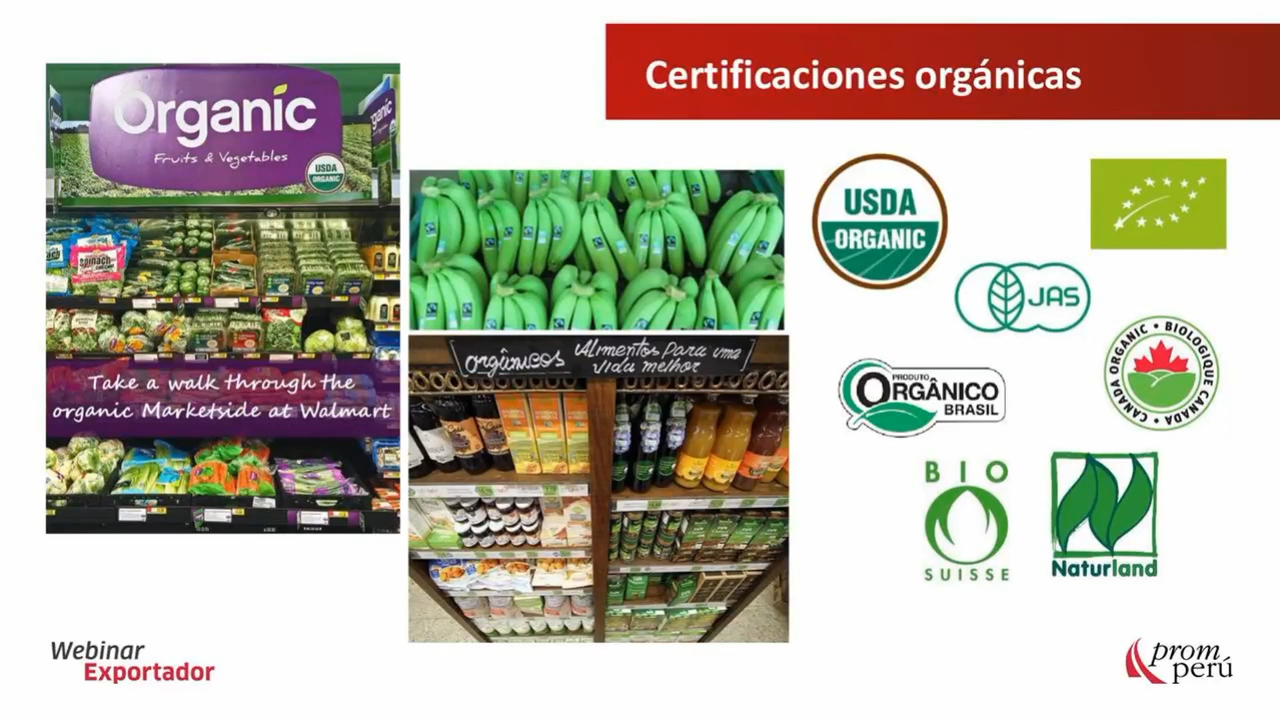 Certificaciones orgánicas
Organic
Fruits & Vegetables
USDA
ORGANIC
spinach
Take a walk through the
organic Marketside at Walmart
orgânicos
Alimentos para uma
vida melhor
USDA
ORGANIC
JAS
PRODUTO
ORGÂNICO
BRASIL
CANADA ORGANIC • BIOLOGIQUE CANADA •
BIO
SUISSE
Naturland
Webinar
Exportador
prom
perú